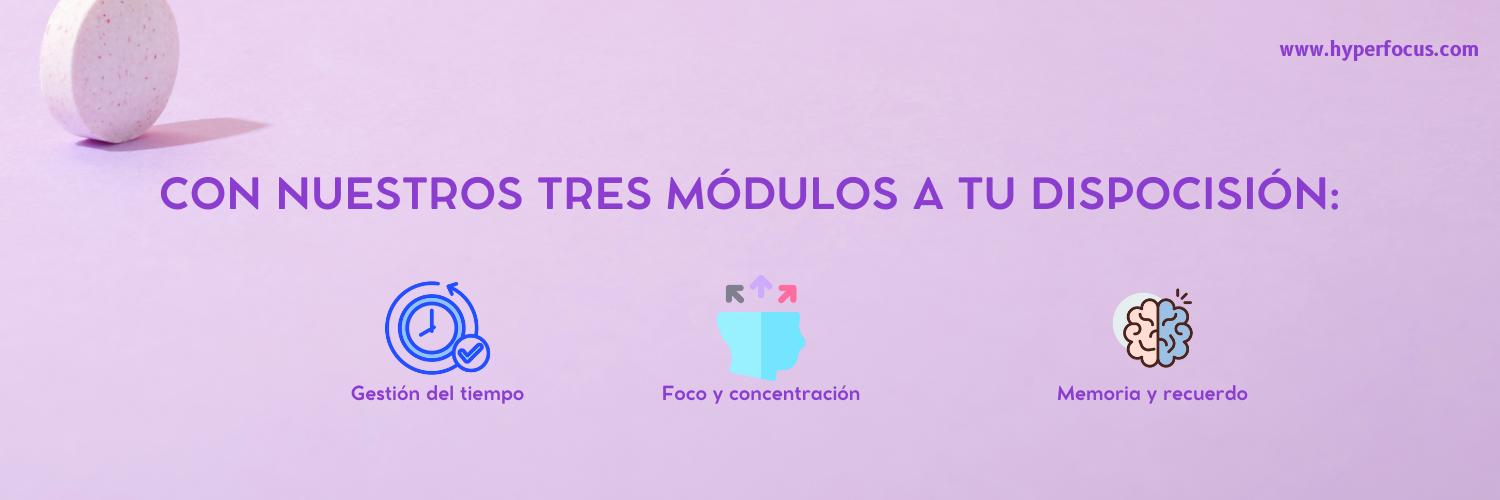 www.hyperfocus.com
CON NUESTROS TRES MÓDULOS A TU DISPOCISIÓN:
Gestión del tiempo
Foco y concentración
Memoria y recuerdo